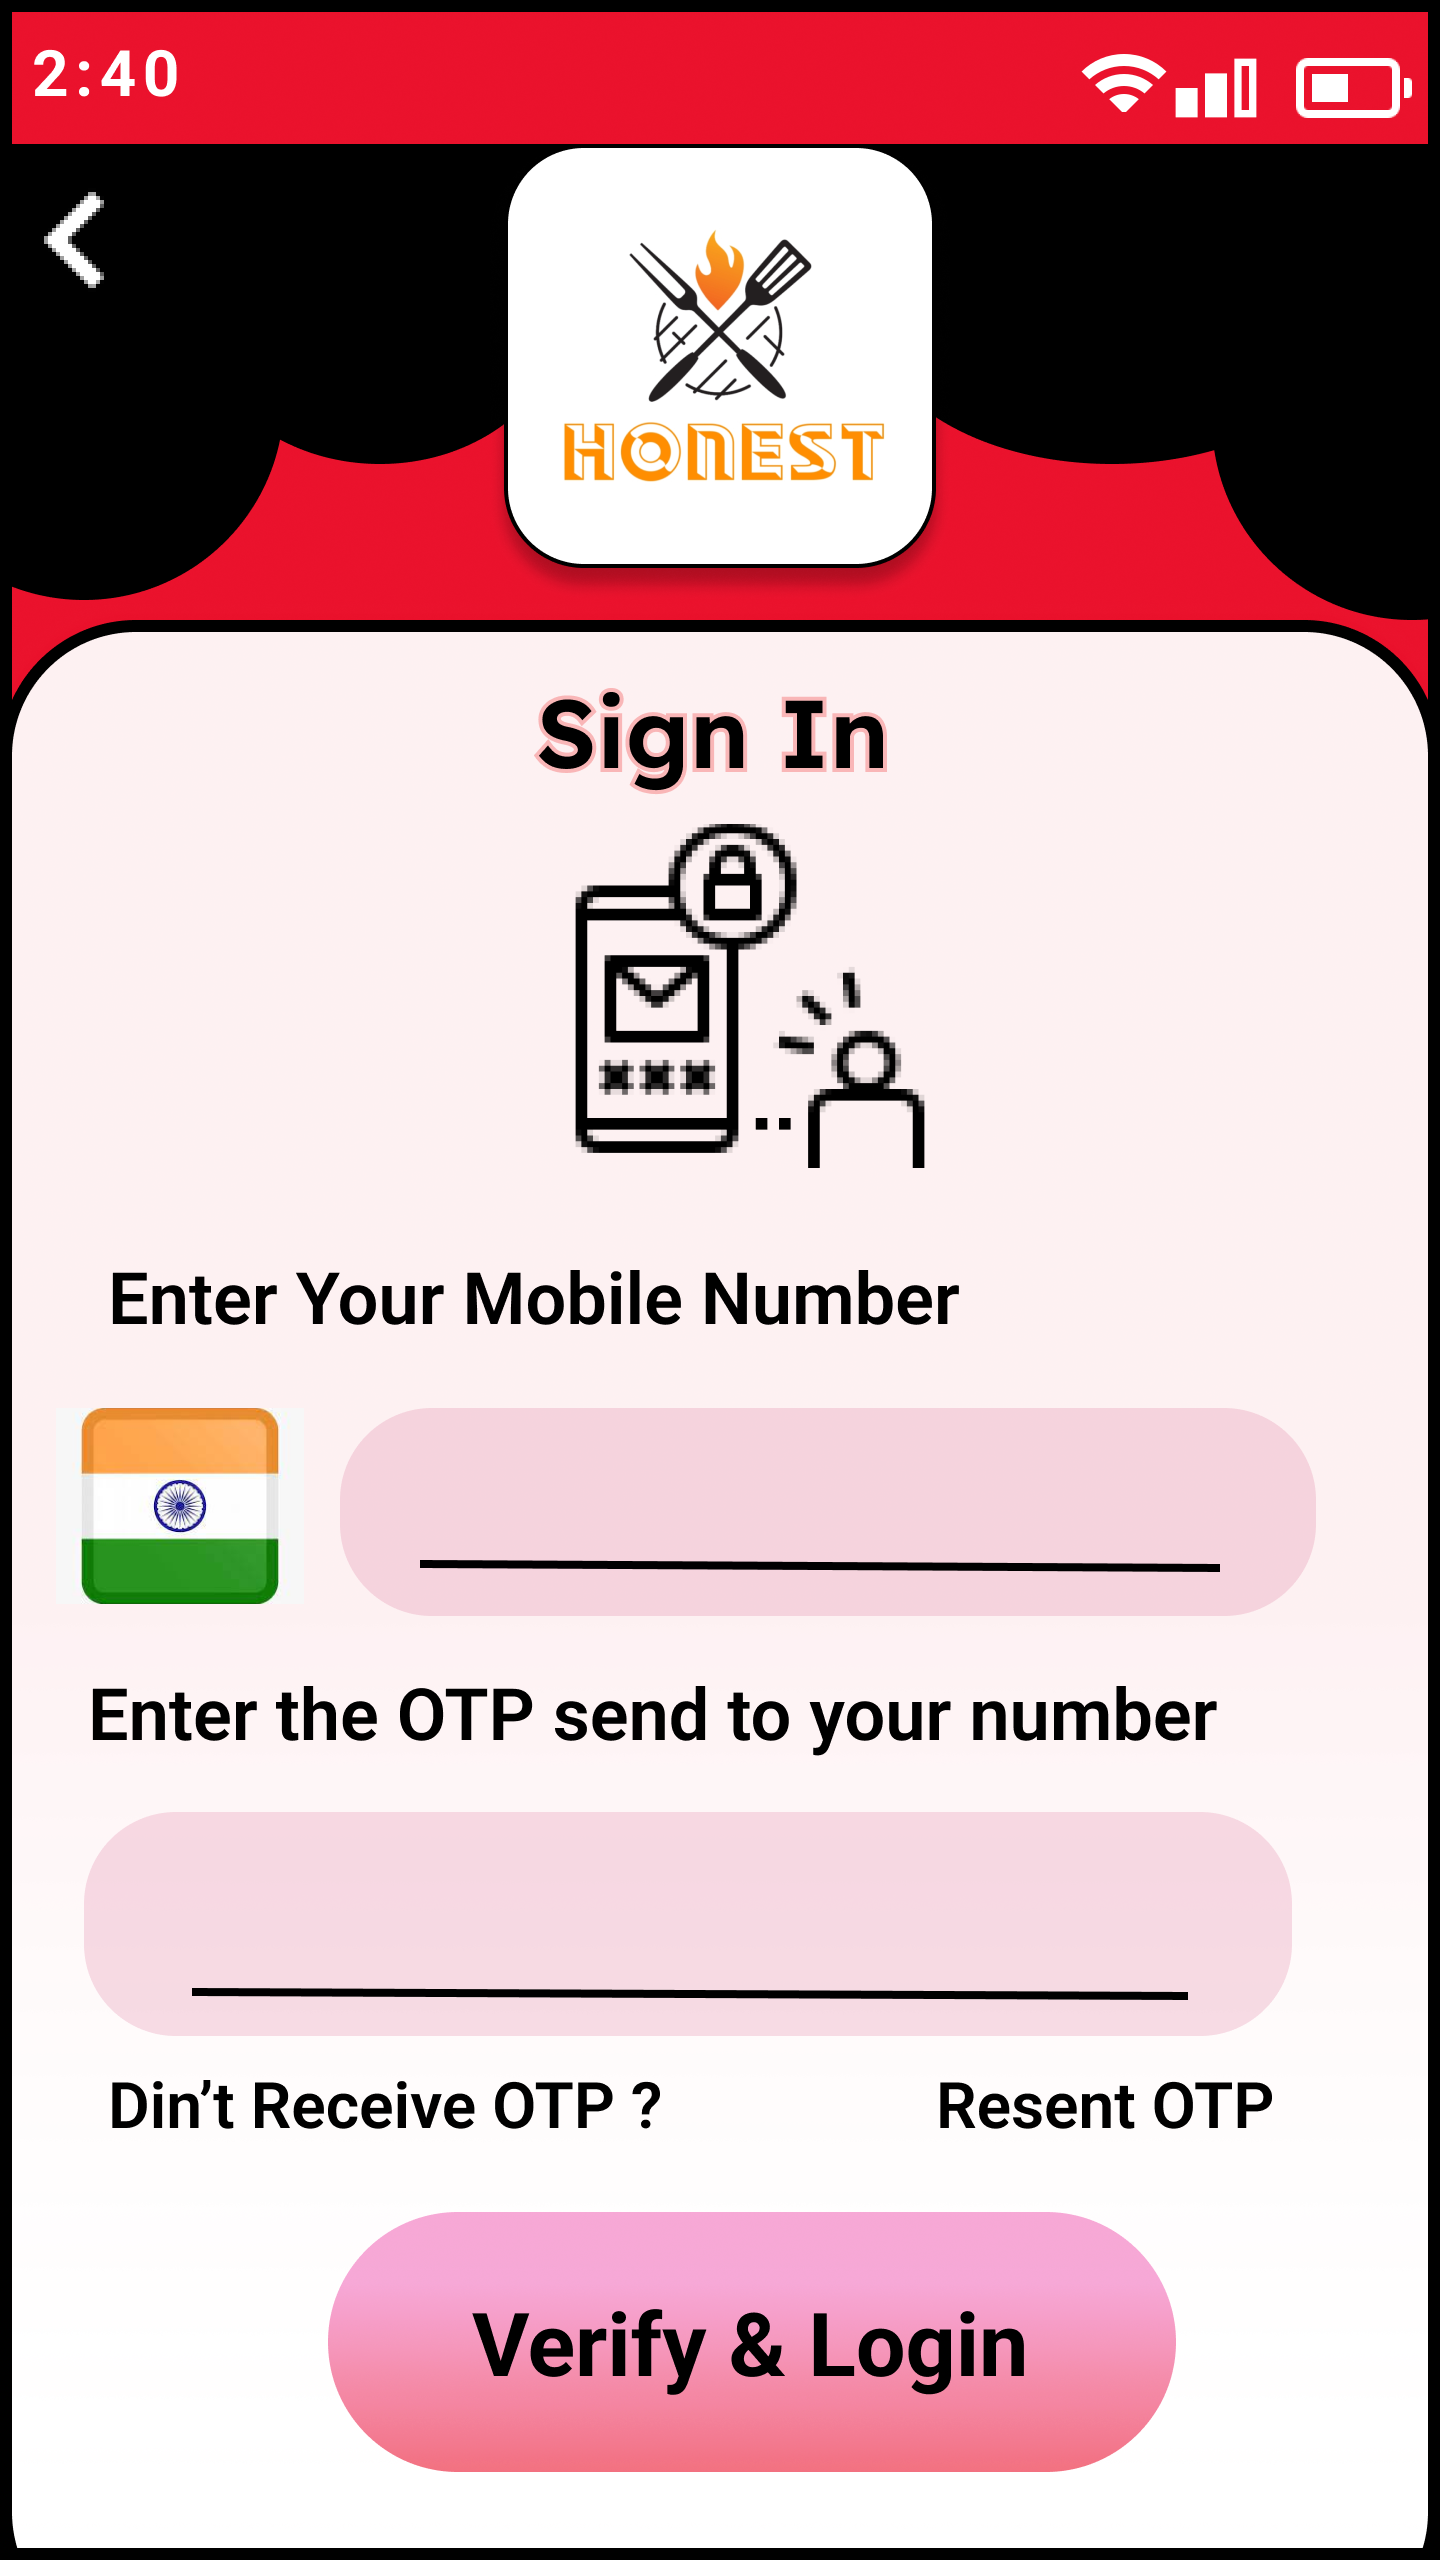 2:40
HONEST
Sign In
Enter Your Mobile Number
Enter the OTP send to your number
Din’t Receive OTP ?
Resent OTP
Verify & Login